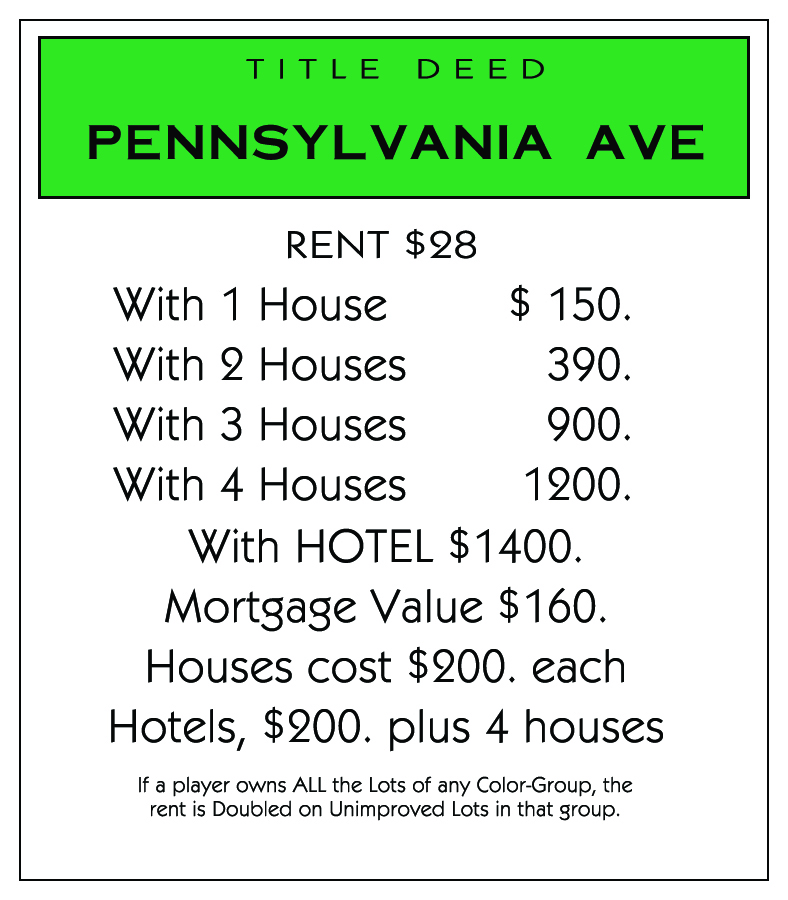 TITLE DEED
PENNSYLVANIA AVE
RENT $28
With 1 House $ 150.
With 2 Houses 390.
With 3 Houses 900.
With 4 Houses 1200.
With HOTEL $1400.
Mortgage Value $160.
Houses cost $200. each
Hotels, $200. plus 4 houses
If a player owns ALL the Lots of any Color-Group, the
rent is Doubled on Unimproved Lots in that group.